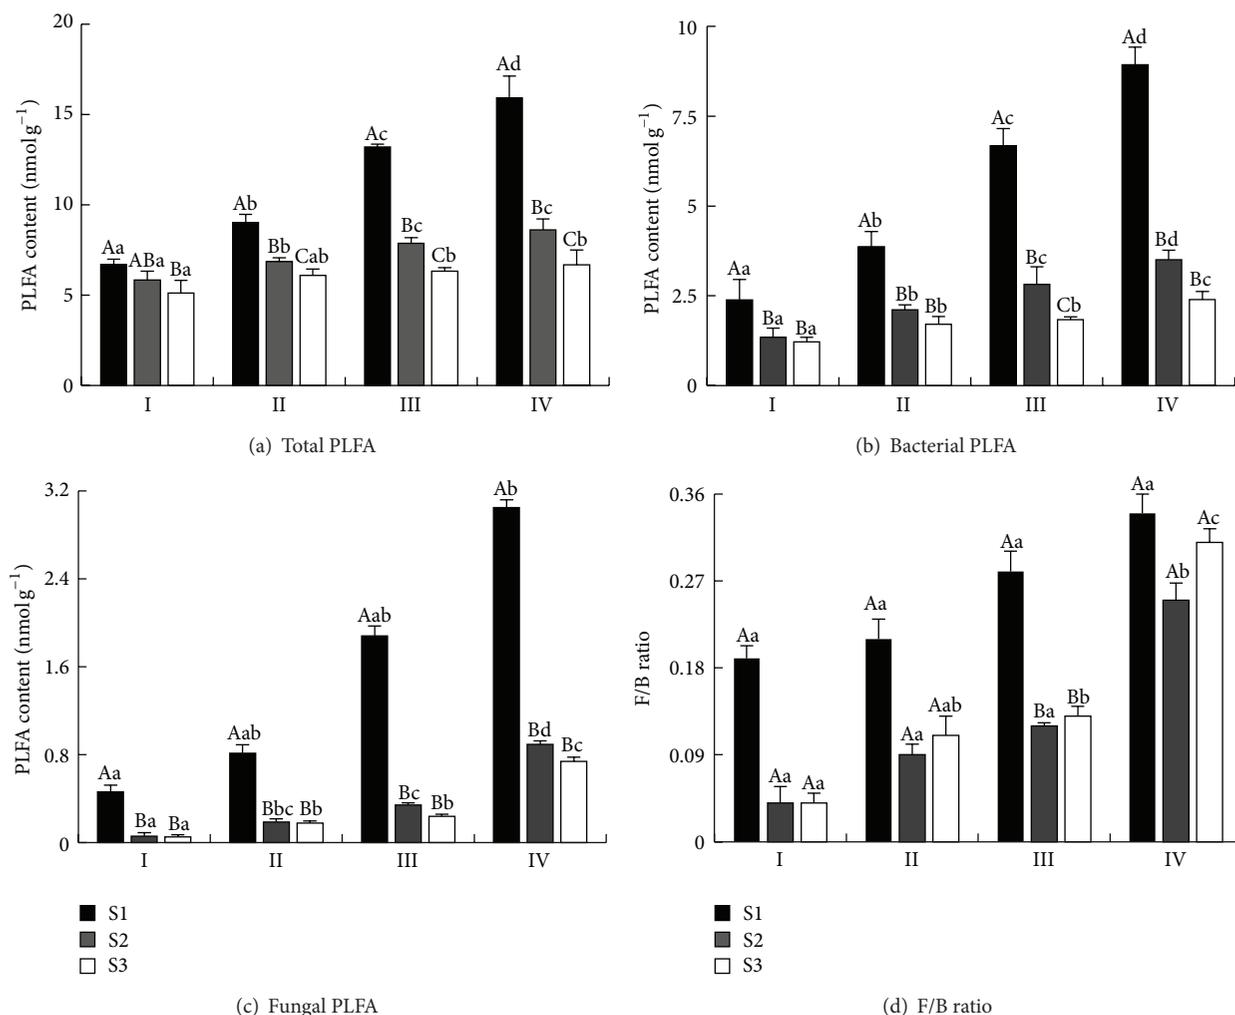 20
15
10
5
0
PLFA content (nmol g⁻¹)
Aa ABa Ba
Ab Bb Cab
Ac Bc Cb
Ad Bc Cb
I II III IV
(a) Total PLFA
10
7.5
5
2.5
0
PLFA content (nmol g⁻¹)
Aa Ba Ba
Ab Bb Bb
Ac Bc Cb
Ad Bd Bc
I II III IV
(b) Bacterial PLFA
3.2
2.4
1.6
0.8
0
PLFA content (nmol g⁻¹)
Aa Ba Ba
Aab Bbc Bb
Aab Bc Bb
Ab Bd Bc
I II III IV
S1
S2
S3
(c) Fungal PLFA
0.36
0.27
0.18
0.09
0
F/B ratio
Aa Aa Aa
Aa Aa Aab
Aa Ba Bb
Aa Ab Ac
I II III IV
S1
S2
S3
(d) F/B ratio